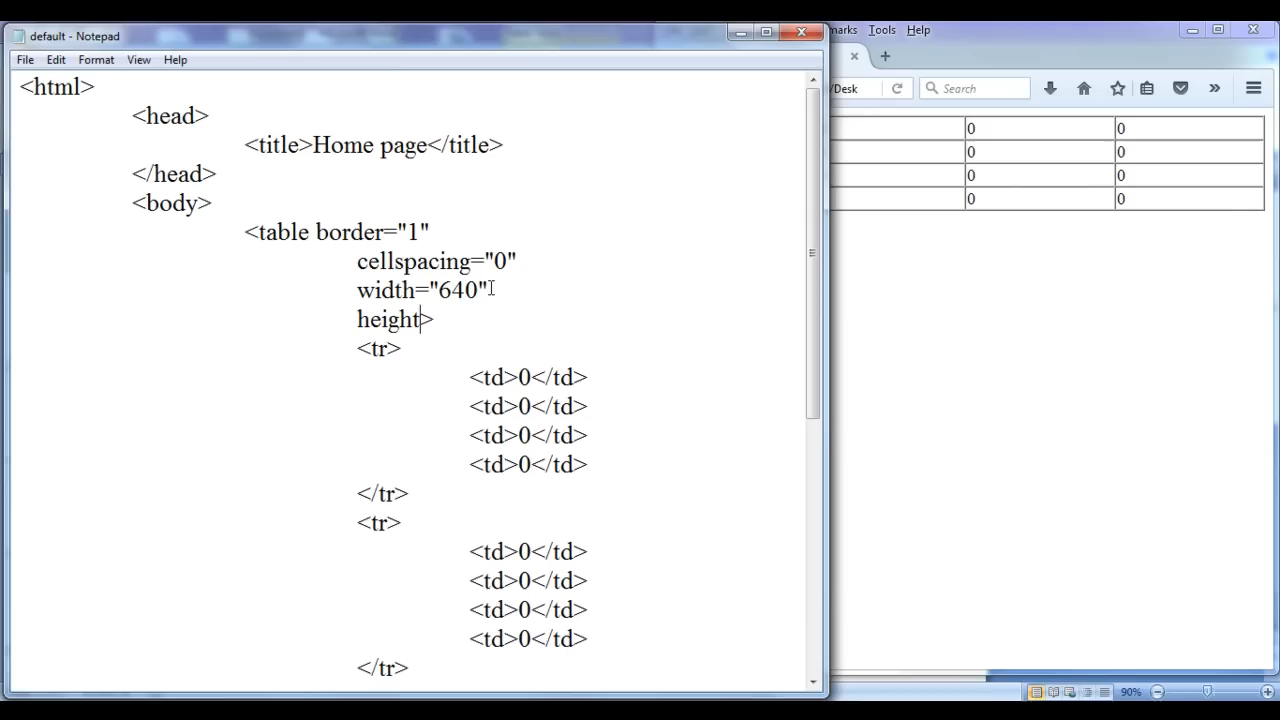 default - Notepad
File Edit Format View Help
<html>
<head>
<title>Home page</title>
</head>
<body>
<table border="1"
cellspacing="0"
width="640"
height>
<tr>
<td>0</td>
<td>0</td>
<td>0</td>
<td>0</td>
</tr>
<tr>
<td>0</td>
<td>0</td>
<td>0</td>
<td>0</td>
</tr>
marks Tools Help
/Desk Search
0 0
0 0
0 0
0 0
90%